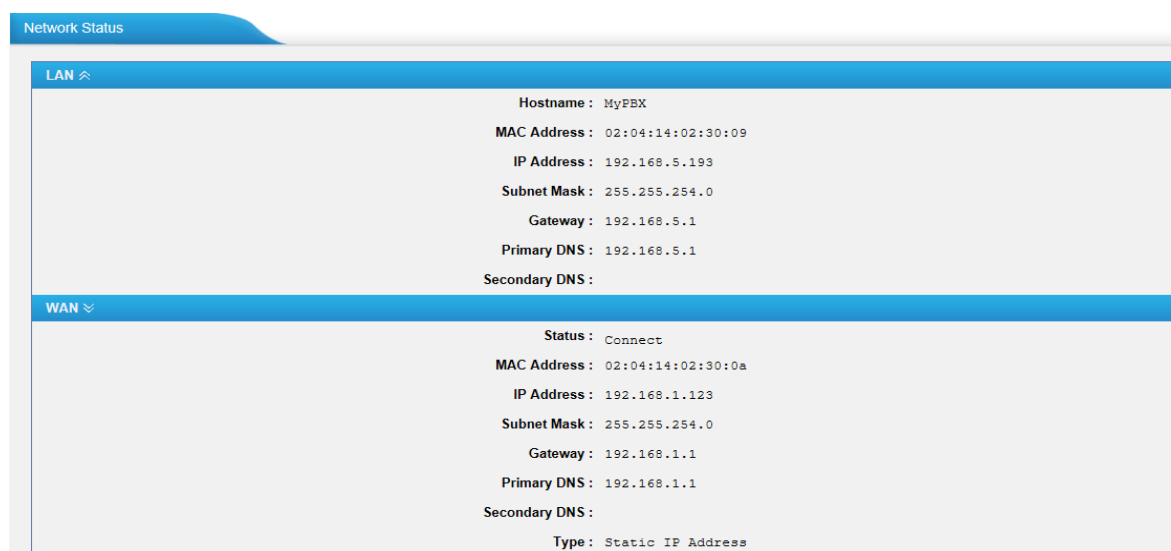 Network Status
LAN
Hostname : MyPBX
MAC Address : 02:04:14:02:30:09
IP Address : 192.168.5.193
Subnet Mask : 255.255.254.0
Gateway : 192.168.5.1
Primary DNS : 192.168.5.1
Secondary DNS :
WAN
Status : Connect
MAC Address : 02:04:14:02:30:0a
IP Address : 192.168.1.123
Subnet Mask : 255.255.254.0
Gateway : 192.168.1.1
Primary DNS : 192.168.1.1
Secondary DNS :
Type : Static IP Address